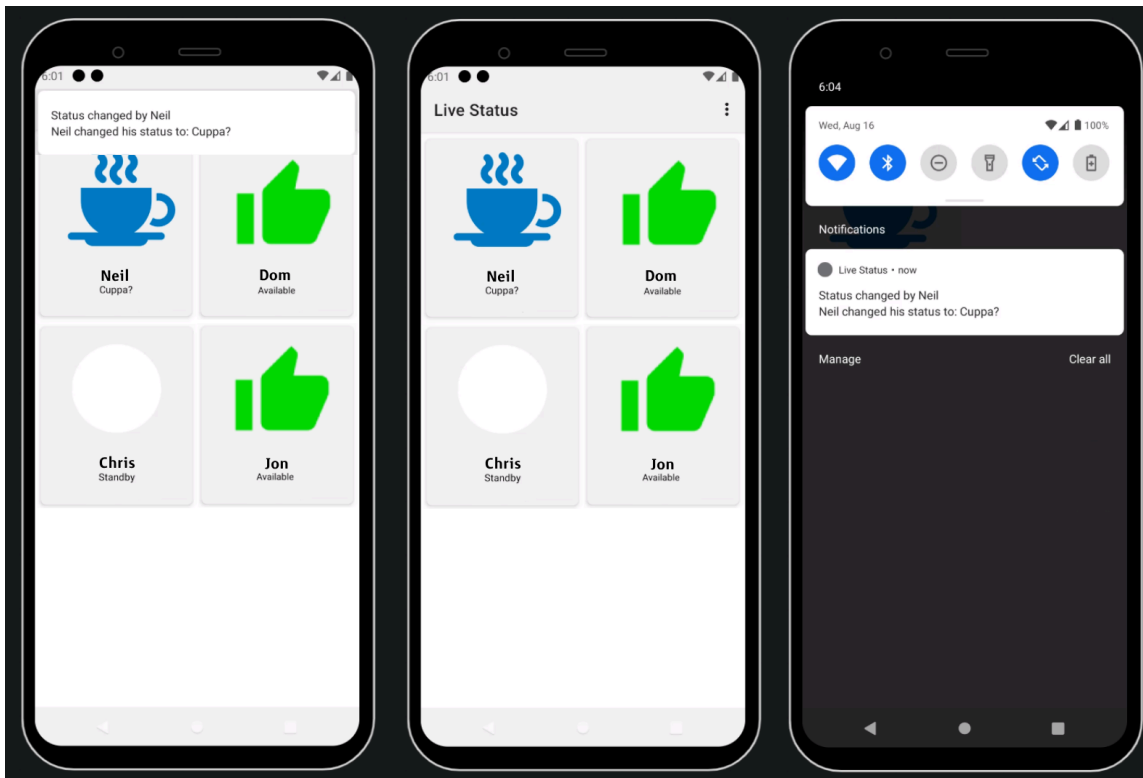 6:01
Status changed by Neil
Neil changed his status to: Cuppa?
Neil
Cuppa?
Dom
Available
Chris
Standby
Jon
Available
6:01
Live Status
Neil
Cuppa?
Dom
Available
Chris
Standby
Jon
Available
6:04
Wed, Aug 16
100%
Notifications
Live Status • now
Status changed by Neil
Neil changed his status to: Cuppa?
Manage
Clear all